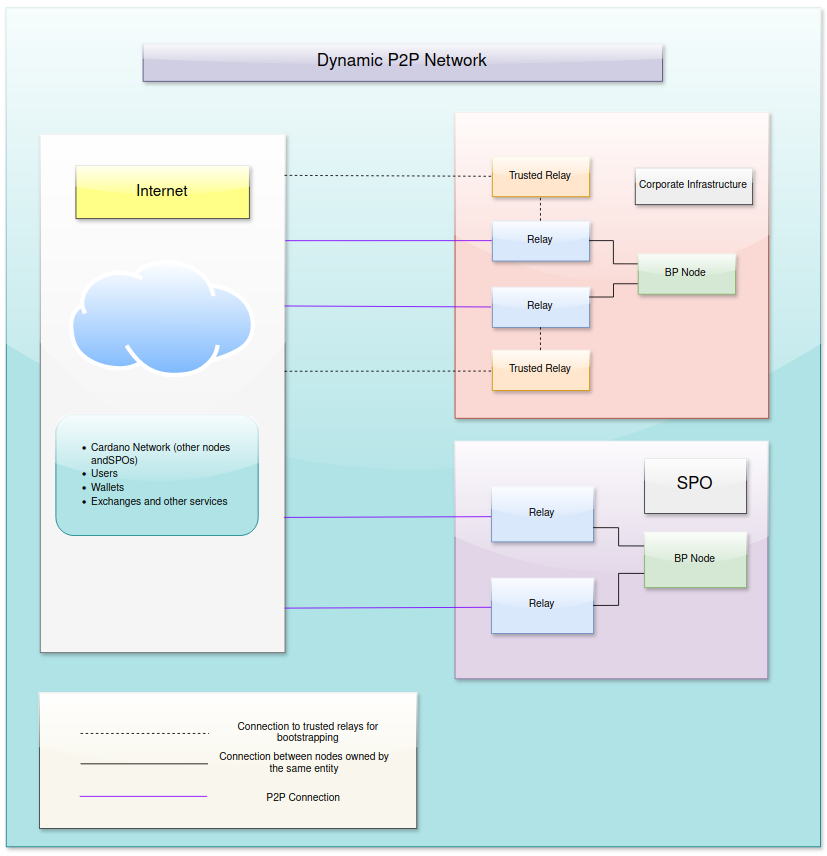 Dynamic P2P Network
Internet
Cardano Network (other nodes
andSPOs)
Users
Wallets
Exchanges and other services
Trusted Relay
Corporate Infrastructure
Relay
BP Node
Relay
Trusted Relay
SPO
Relay
BP Node
Relay
Connection to trusted relays for
bootstrapping
Connection between nodes owned by
the same entity
P2P Connection